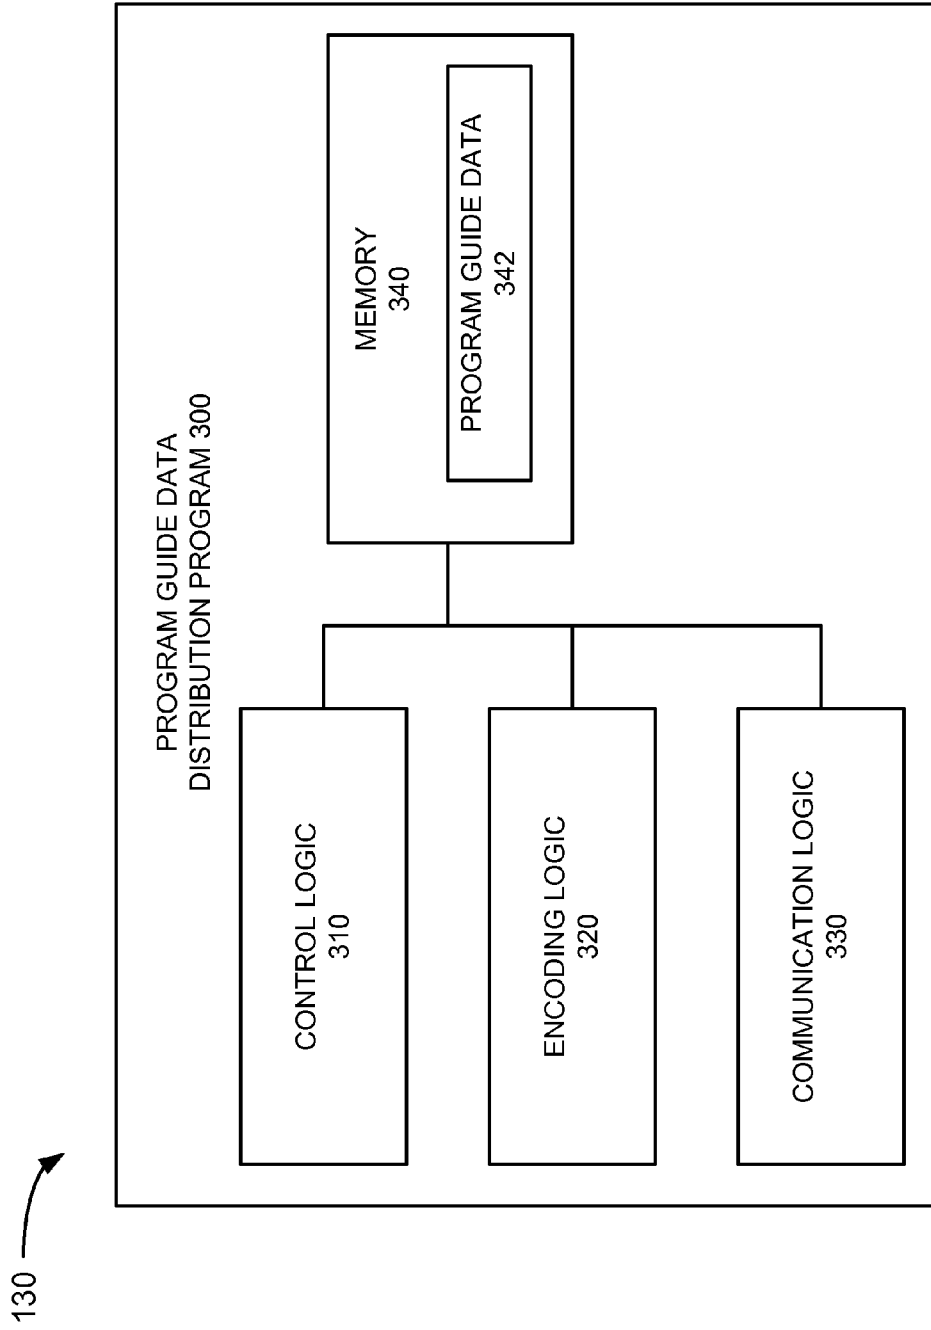 130
PROGRAM GUIDE DATA
DISTRIBUTION PROGRAM 300
CONTROL LOGIC
310
ENCODING LOGIC
320
COMMUNICATION LOGIC
330
MEMORY
340
PROGRAM GUIDE DATA
342